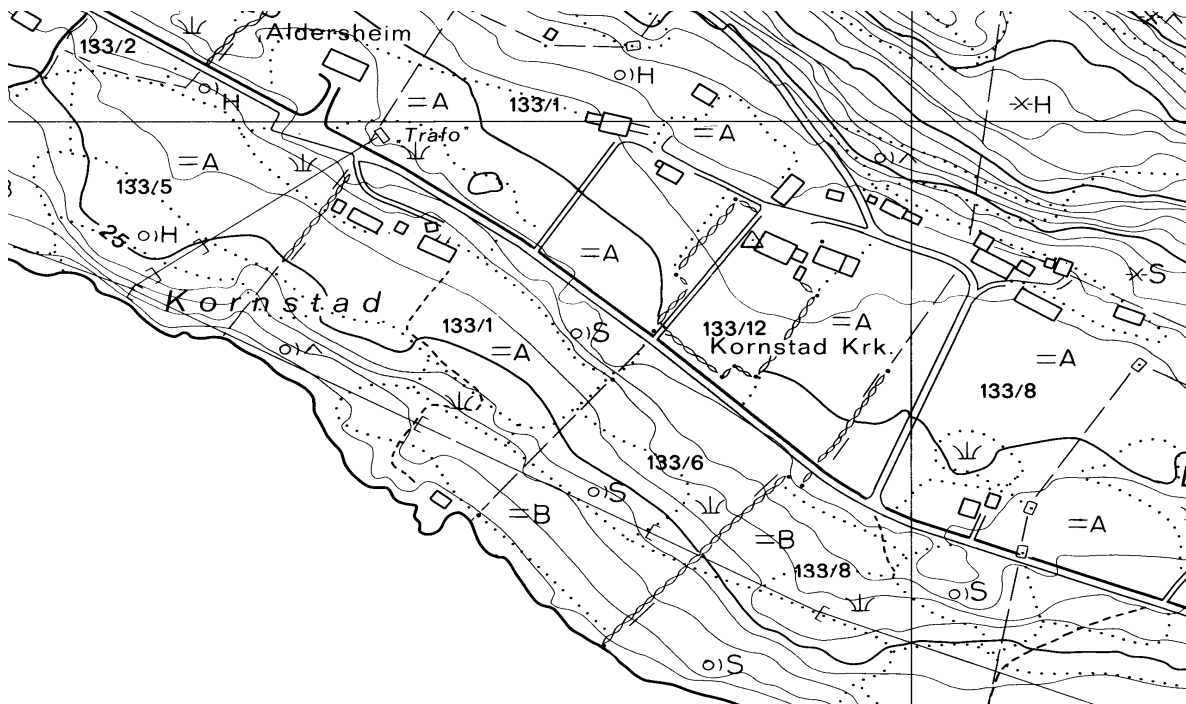 Aldersheim
133/2
H
H
133/1
A
H
A
"Trafo"
A
133/5
H
25
A
S
Kornstad
133/1
A
S
133/12
A
Kornstad Krk.
A
133/8
133/6
S
B
A
B
133/8
S
S